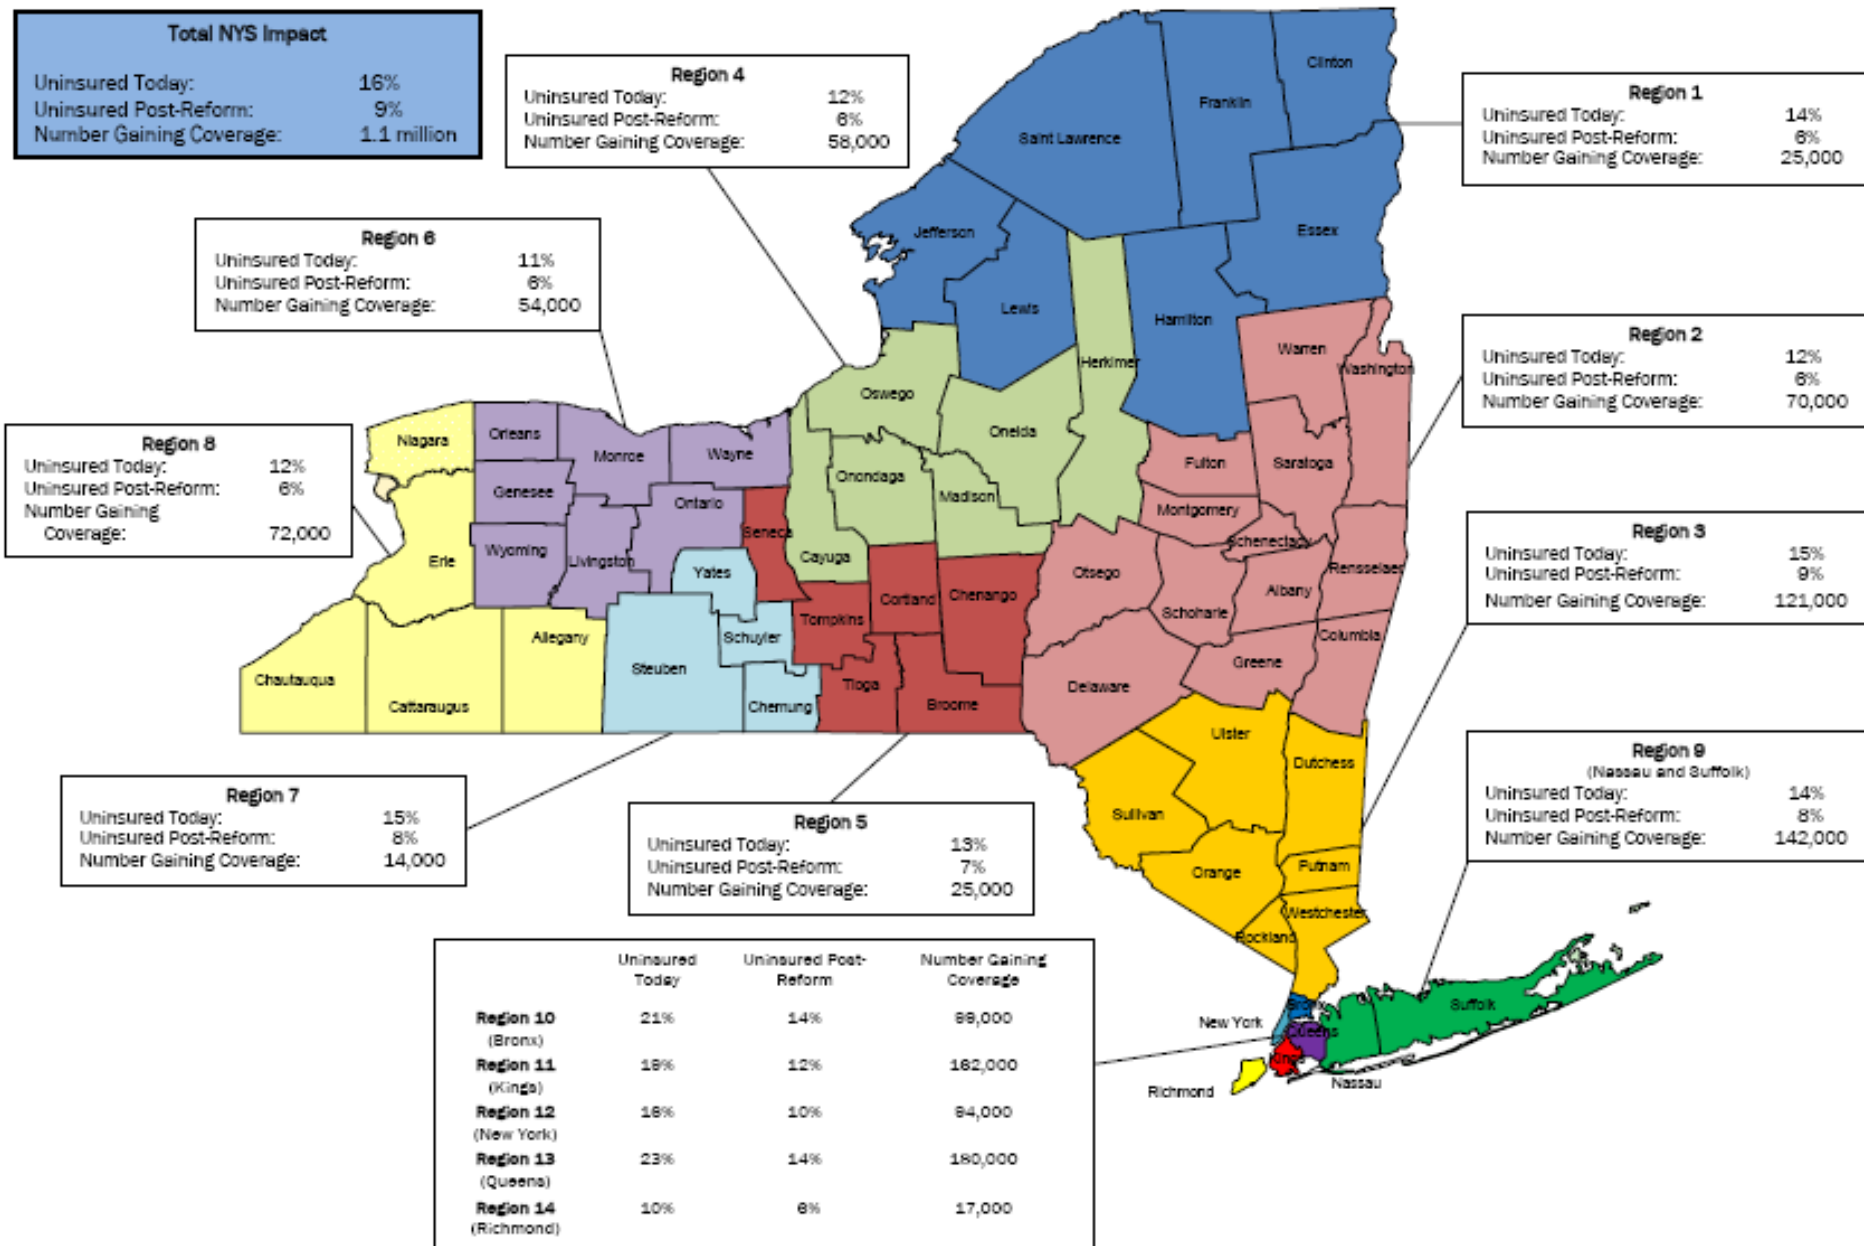 Total NYS Impact
Uninsured Today: 16%
Uninsured Post-Reform: 9%
Number Gaining Coverage: 1.1 million
Region 4
Uninsured Today: 12%
Uninsured Post-Reform: 6%
Number Gaining Coverage: 58,000
Region 1
Uninsured Today: 14%
Uninsured Post-Reform: 6%
Number Gaining Coverage: 25,000
Region 6
Uninsured Today: 11%
Uninsured Post-Reform: 6%
Number Gaining Coverage: 54,000
Region 2
Uninsured Today: 12%
Uninsured Post-Reform: 6%
Number Gaining Coverage: 70,000
Region 8
Uninsured Today: 12%
Uninsured Post-Reform: 6%
Number Gaining
Coverage: 72,000
Region 3
Uninsured Today: 15%
Uninsured Post-Reform: 9%
Number Gaining Coverage: 121,000
Region 7
Uninsured Today: 15%
Uninsured Post-Reform: 8%
Number Gaining Coverage: 14,000
Region 5
Uninsured Today: 13%
Uninsured Post-Reform: 7%
Number Gaining Coverage: 25,000
Region 9
(Nassau and Suffolk)
Uninsured Today: 14%
Uninsured Post-Reform: 8%
Number Gaining Coverage: 142,000
Clinton
Franklin
Saint Lawrence
Jefferson
Essex
Lewis
Hamilton
Herkimer
Warren
Washington
Oswego
Oneida
Niagara
Orleans
Monroe
Wayne
Fulton
Saratoga
Onondaga
Madison
Genesee
Ontario
Montgomery
Seneca
Schenectady
Wyoming
Livingston
Cayuga
Erie
Yates
Otsego
Albany
Rensselaer
Cortland
Chenango
Schoharie
Tompkins
Allegany
Schuyler
Columbia
Steuben
Greene
Chautauqua
Tioga
Delaware
Cattaraugus
Chemung
Broome
Ulster
Dutchess
Sullivan
Orange
Putnam
Westchester
Rockland
Suffolk
Bronx
New York
Queens
Kings
Nassau
Richmond
Uninsured Uninsured Post- Number Gaining
Today Reform Coverage
Region 10 21% 14% 99,000
(Bronx)
Region 11 19% 12% 162,000
(Kings)
Region 12 16% 10% 94,000
(New York)
Region 13 23% 14% 180,000
(Queens)
Region 14 10% 6% 17,000
(Richmond)